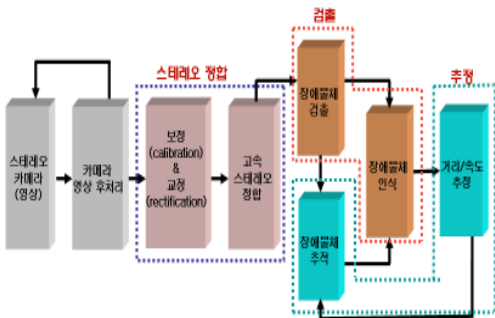 검출
스테레오 정합
추정
장애물체
검출
스테레오
카메라
(영상)
카메라
영상 후처리
보정
(calibration)
&
교정
(rectification)
고속
스테레오
정합
장애물체
인식
거리/속도
추정
장애물체
추적